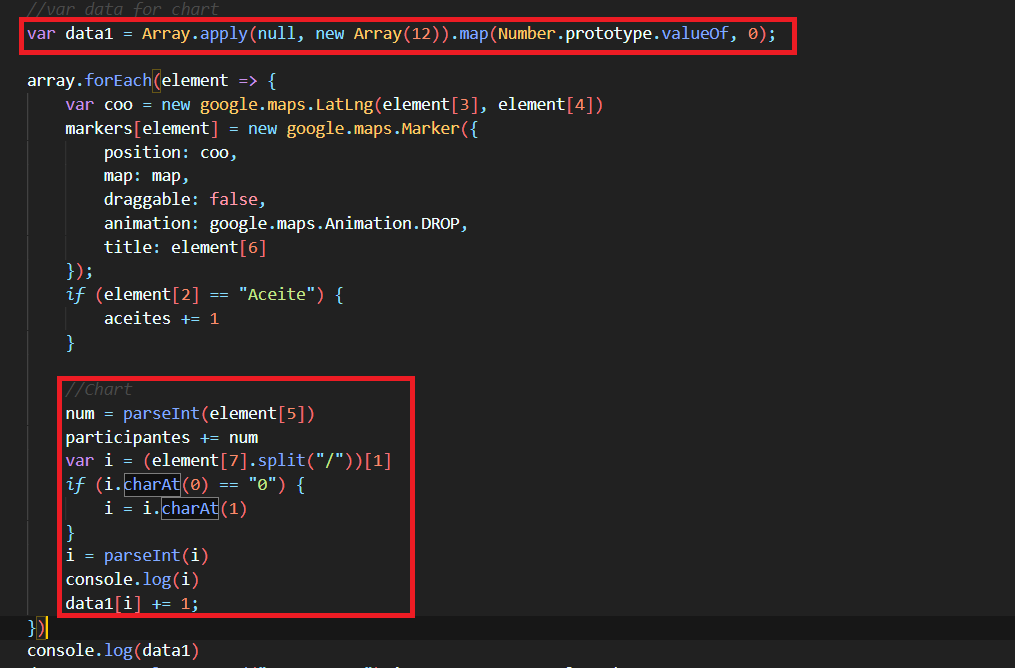 //var data for chart
var data1 = Array.apply(null, new Array(12)).map(Number.prototype.valueOf, 0);
array.forEach(element => {
var coo = new google.maps.LatLng(element[3], element[4])
markers[element] = new google.maps.Marker({
position: coo,
map: map,
draggable: false,
animation: google.maps.Animation.DROP,
title: element[6]
});
if (element[2] == "Aceite") {
aceites += 1
}
//Chart
num = parseInt(element[5])
participantes += num
var i = (element[7].split("/"))[1]
if (i.charAt(0) == "0") {
i = i.charAt(1)
}
i = parseInt(i)
console.log(i)
data1[i] += 1;
})
console.log(data1)